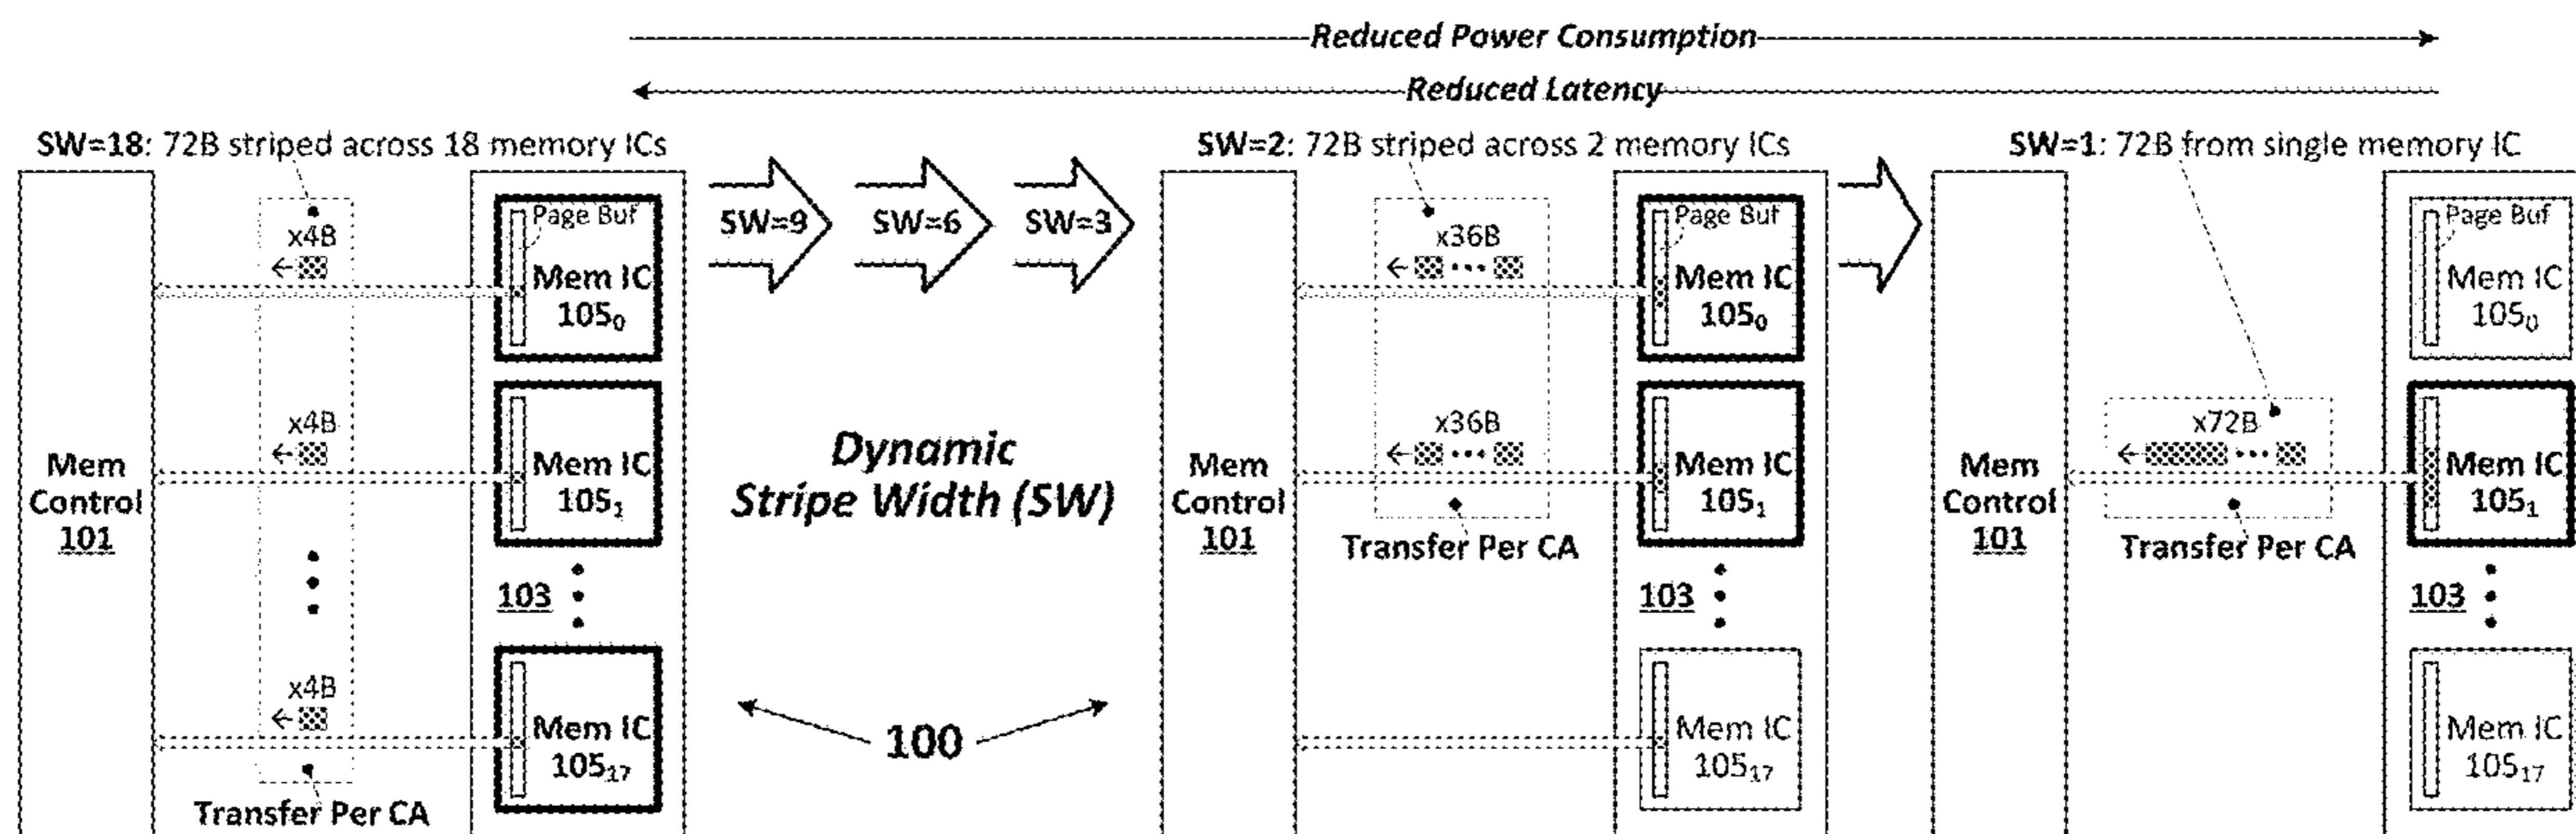 Reduced Power Consumption
Reduced Latency
SW=18: 72B striped across 18 memory ICs
x4B
Page Buf
Mem IC
105₀
x4B
Mem IC
105₁
Mem
Control
101
103
x4B
Mem IC
105₁₇
Transfer Per CA
SW=9
SW=6
SW=3
Dynamic
Stripe Width (SW)
100
SW=2: 72B striped across 2 memory ICs
x36B
Page Buf
Mem IC
105₀
x36B
Mem IC
105₁
Mem
Control
101
Transfer Per CA
103
Mem IC
105₁₇
SW=1: 72B from single memory IC
Page Buf
Mem IC
105₀
x72B
Mem IC
105₁
Mem
Control
101
Transfer Per CA
103
Mem IC
105₁₇